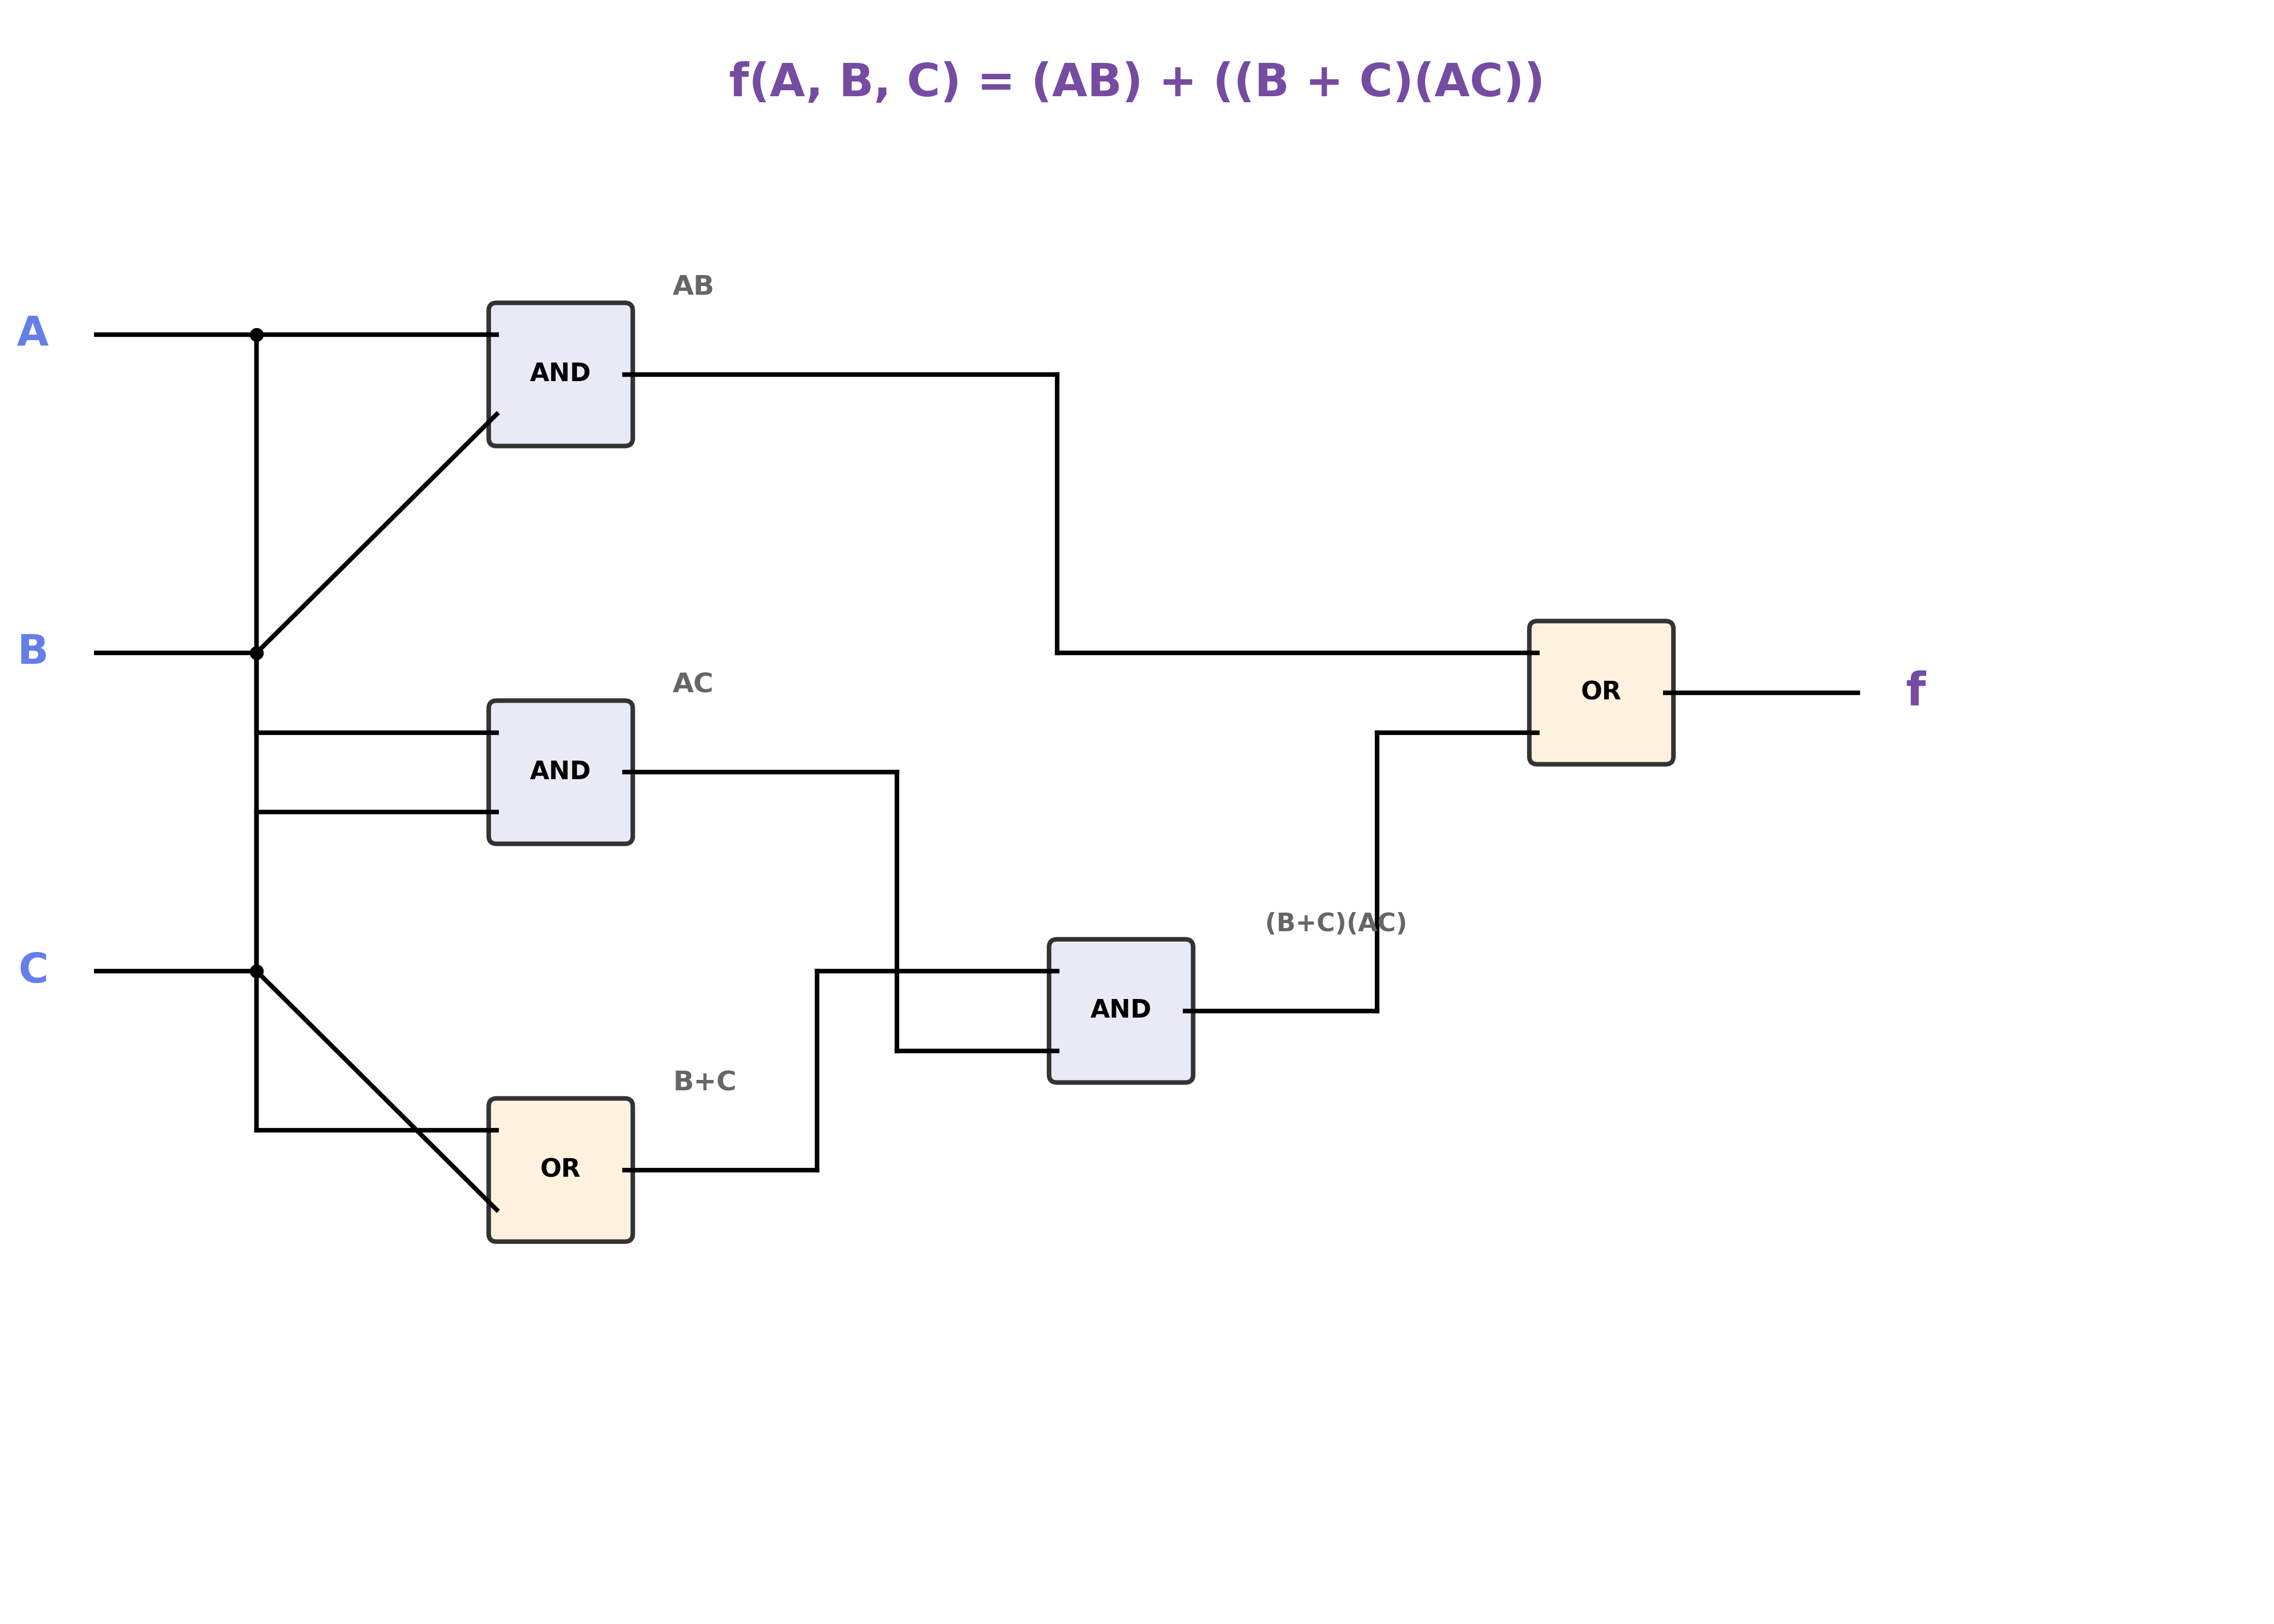 f(A, B, C) = (AB) + ((B + C)(AC))
AB
A
AND
B
AC
OR
f
AND
(B+C)(AC)
C
AND
B+C
OR